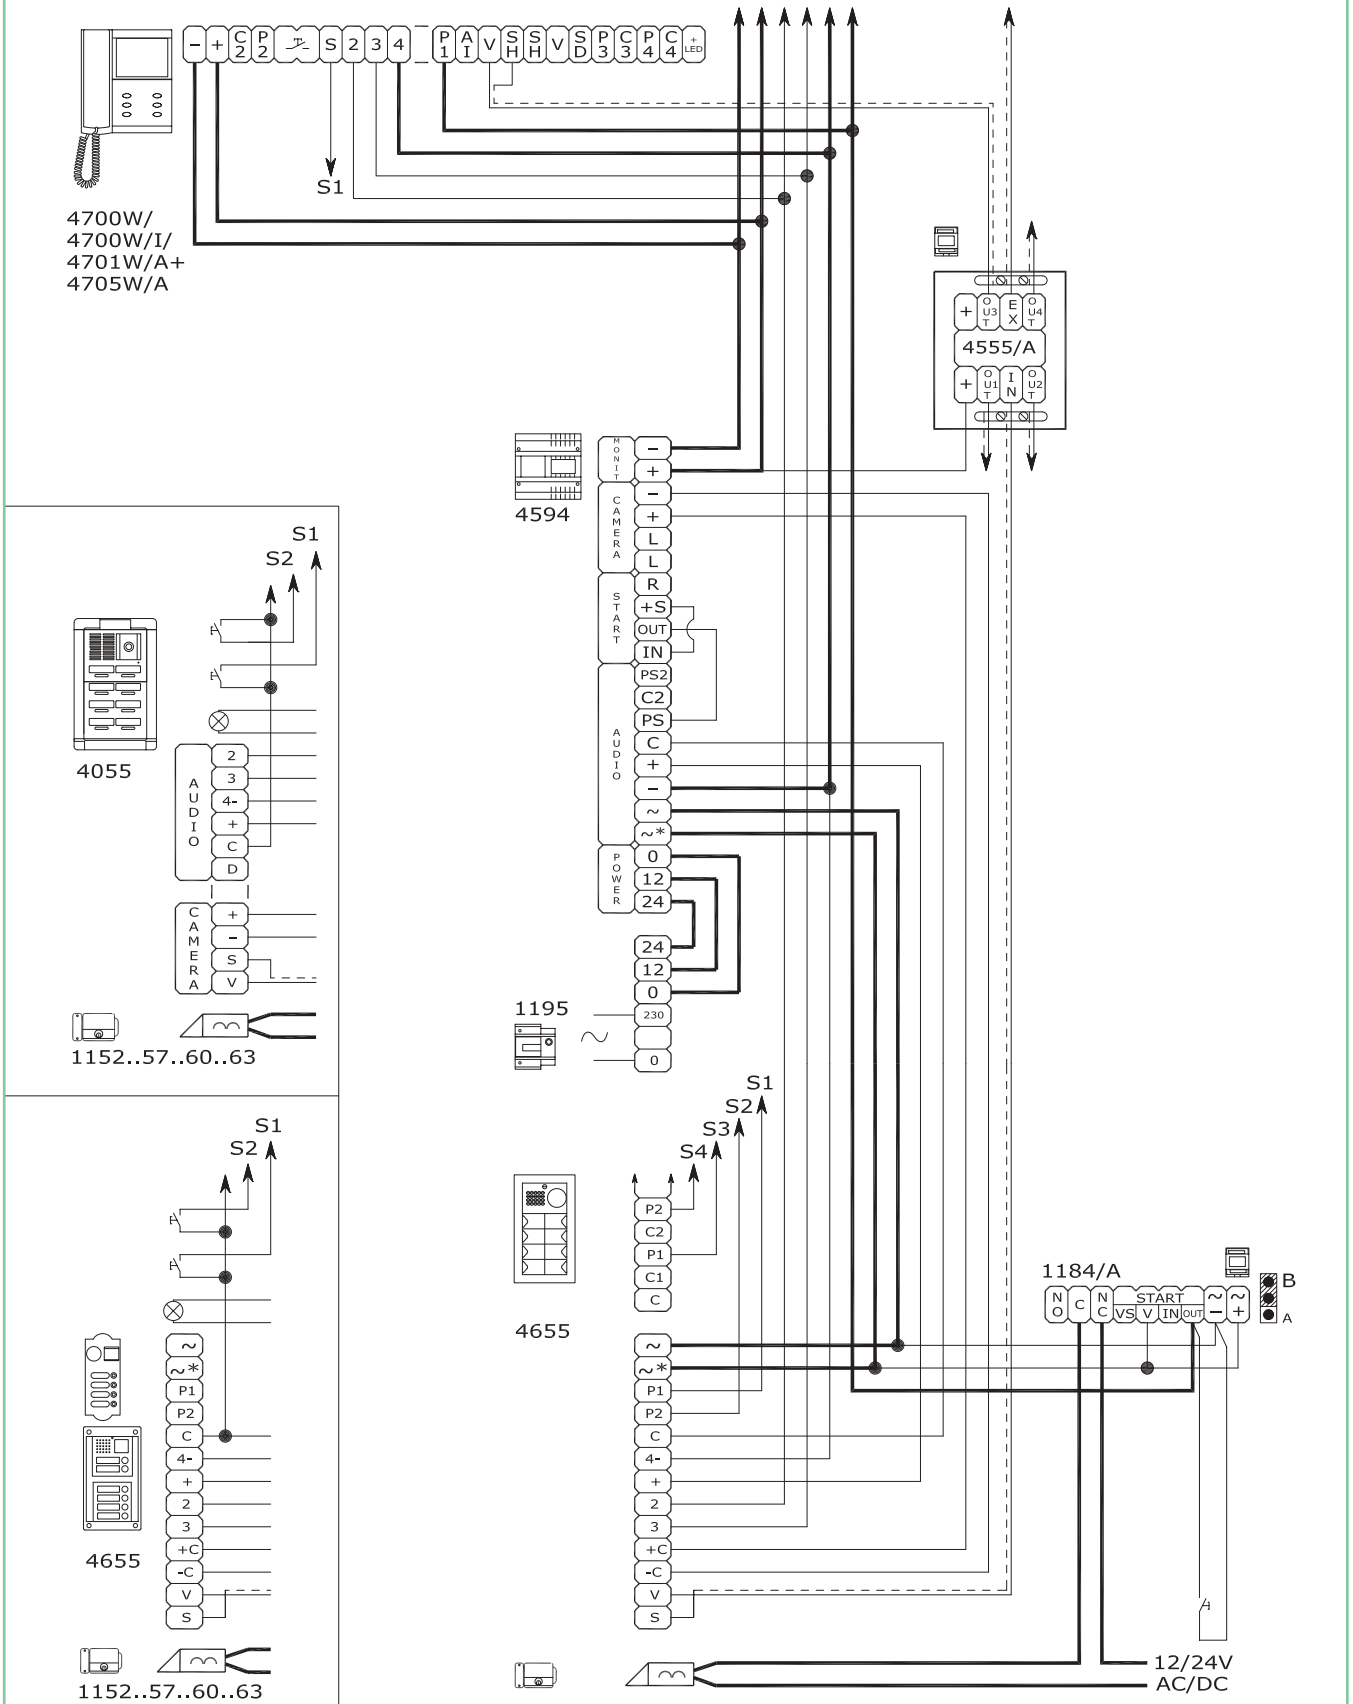 - + C2 P2 S 2 3 4 P1 AI V SH SH V SD P3 C3 P4 C4 + LED
S1
4700W/
4700W/I/
4701W/A+
4705W/A
+ OUT3 EX OUT4
4555/A
+ OUT1 IN OUT2
4594
MONIT
-
+
CAMERA
-
+
L
L
START
R
+S
OUT
IN
AUDIO
PS2
C2
PS
C
+
-
~
~*
POWER
0
12
24
24
12
0
230
0
1195
S1
S2
4055
AUDIO
2
3
4-
+
C
D
CAMERA
+
-
S
V
1152..57..60..63
S1
S2
~
~*
P1
P2
C
4-
+
2
3
+C
-C
V
S
4655
1152..57..60..63
S1
S2
S3
S4
P2
C2
P1
C1
C
4655
~
~*
P1
P2
C
4-
+
2
3
+C
-C
V
S
1184/A
NO C NC START ~ ~
VS V IN OUT - +
B
A
12/24V
AC/DC